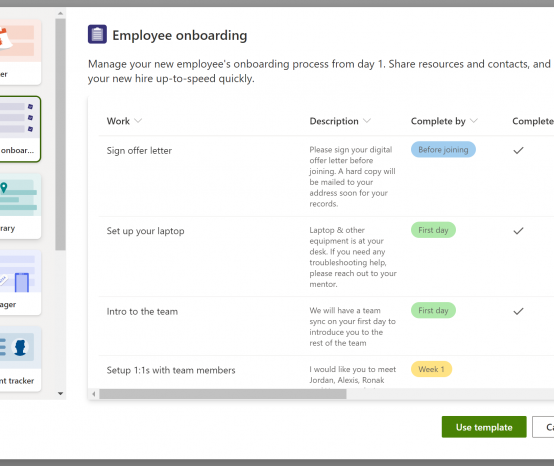 Employee onboarding
Manage your new employee's onboarding process from day 1. Share resources and contacts, and
your new hire up-to-speed quickly.
er
onboar...
rary
ager
nt tracker
Work Description Complete by Complete
Sign offer letter
Please sign your digital
offer letter before
joining. A hard copy will
be mailed to your
address soon for your
records.
Before joining
Set up your laptop
Laptop & other
equipment is at your
desk. If you need any
troubleshooting help,
please reach out to your
mentor.
First day
Intro to the team
We will have a team
sync on your first day to
introduce you to the
rest of the team
First day
Setup 1:1s with team members
I would like you to meet
Jordan, Alexis, Ronak
Week 1
Use template
Ca